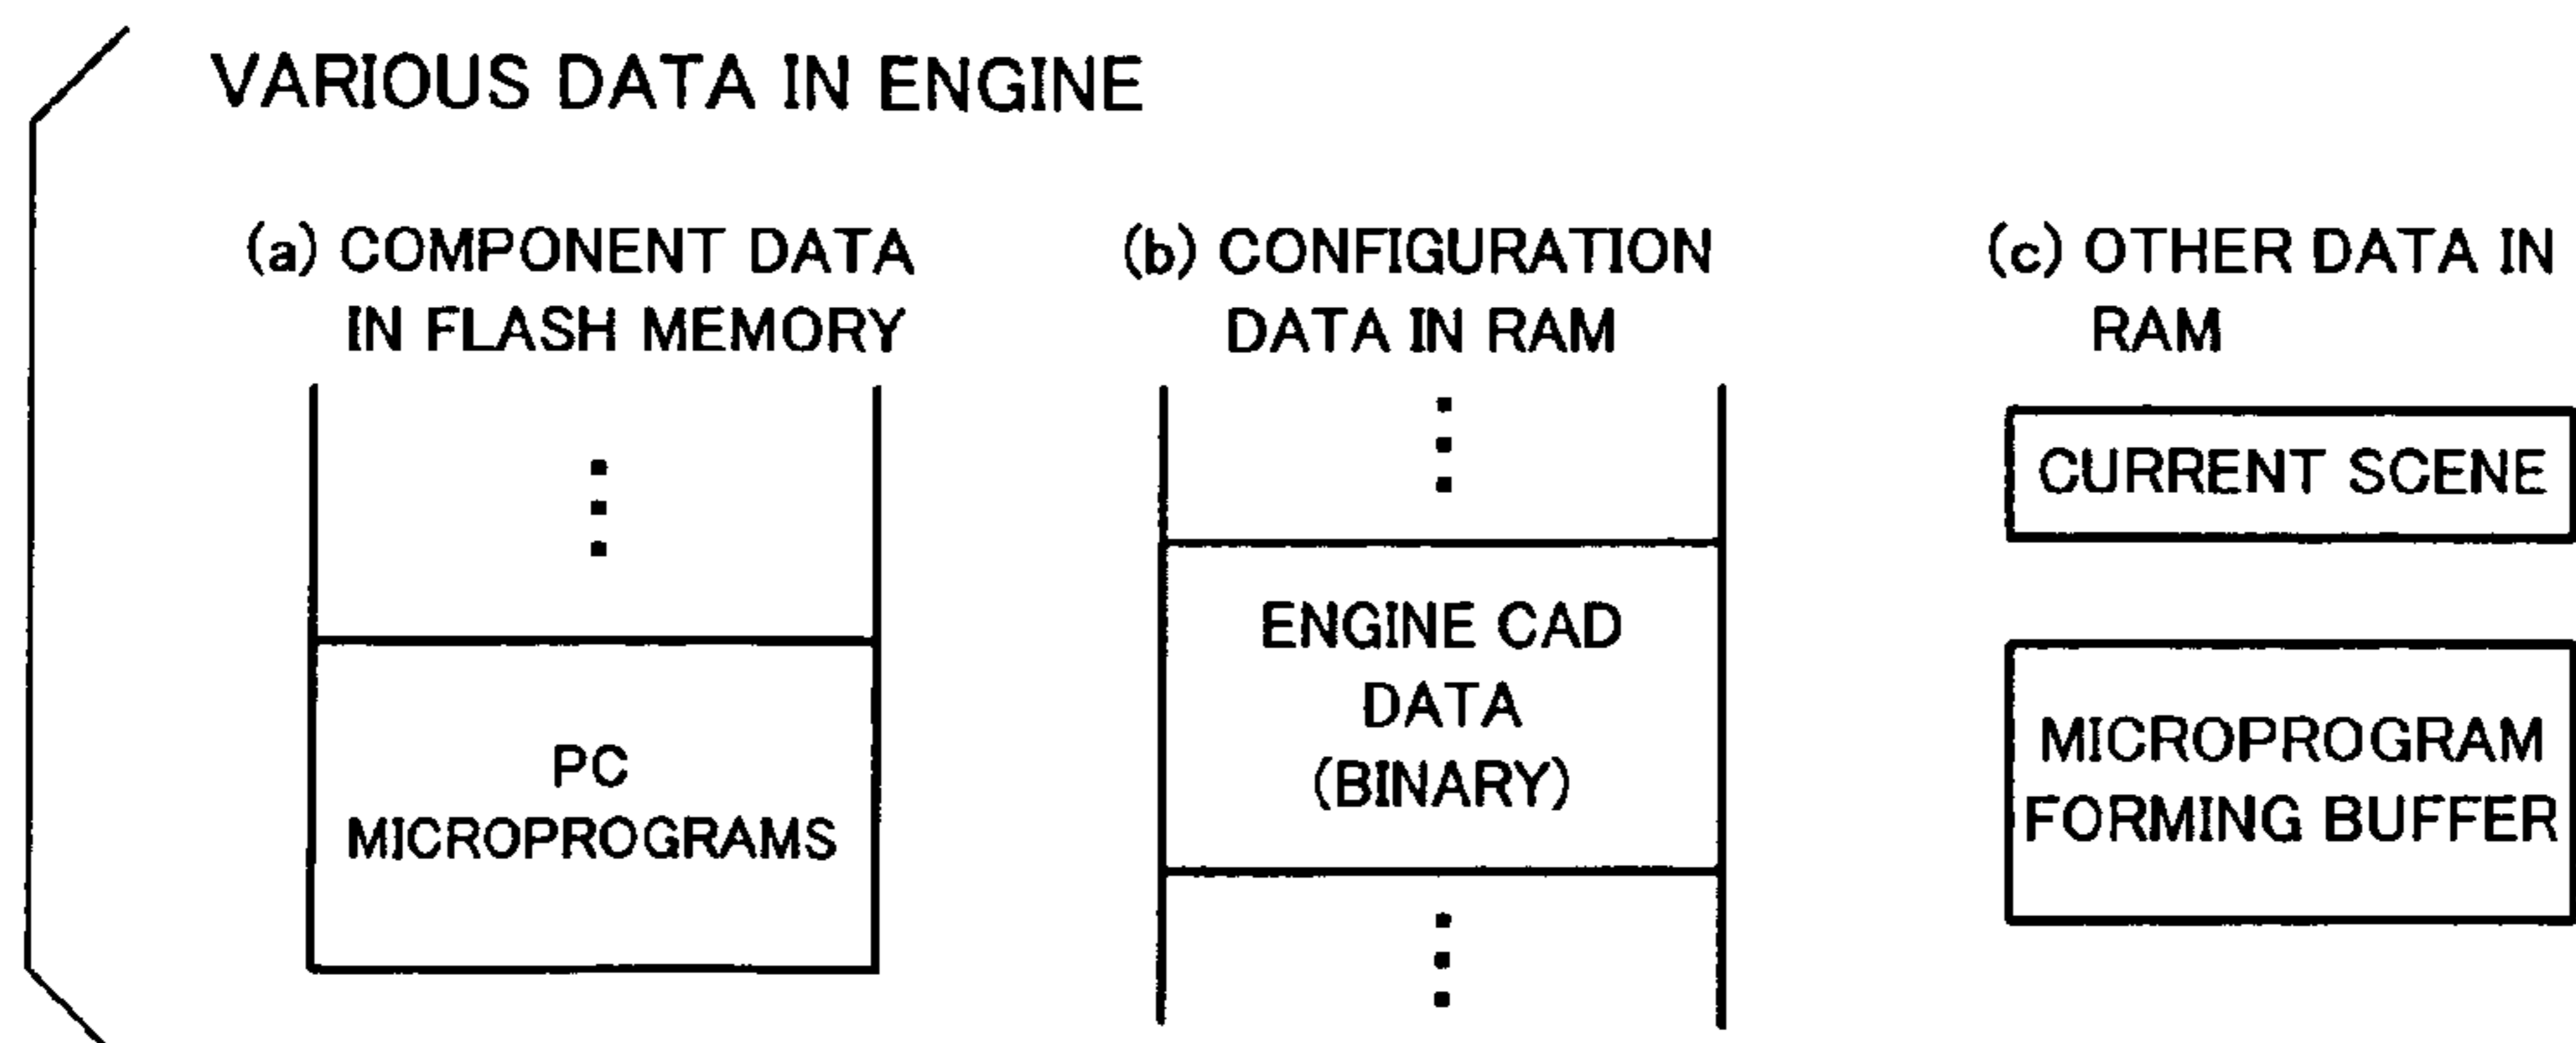 VARIOUS DATA IN ENGINE
(a) COMPONENT DATA
IN FLASH MEMORY
PC
MICROPROGRAMS
(b) CONFIGURATION
DATA IN RAM
ENGINE CAD
DATA
(BINARY)
(c) OTHER DATA IN
RAM
CURRENT SCENE
MICROPROGRAM
FORMING BUFFER